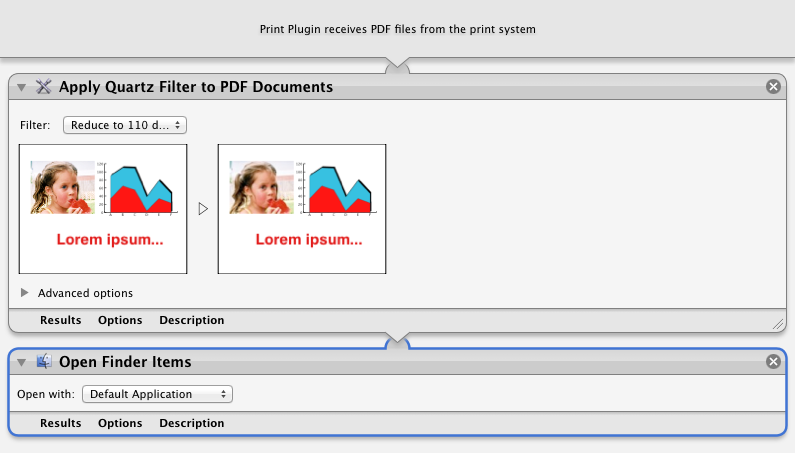 Print Plugin receives PDF files from the print system
Apply Quartz Filter to PDF Documents
Filter: Reduce to 110 d...
Lorem ipsum... Lorem ipsum...
Advanced options
Results Options Description
Open Finder Items
Open with: Default Application
Results Options Description